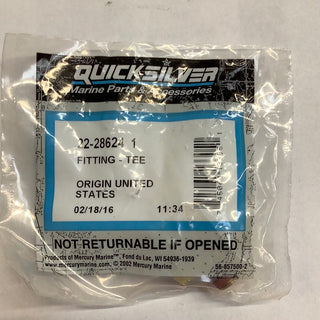 QUICKSILVER
Marine Parts & Accessories
22-28624 1
FITTING - TEE
ORIGIN UNITED
STATES
02/18/16 11:34
NOT RETURNABLE IF OPENED
Products of Mercury Marine™, Fond du Lac, WI 54936-1939
www.mercurymarine.com © 2002 Mercury Marine